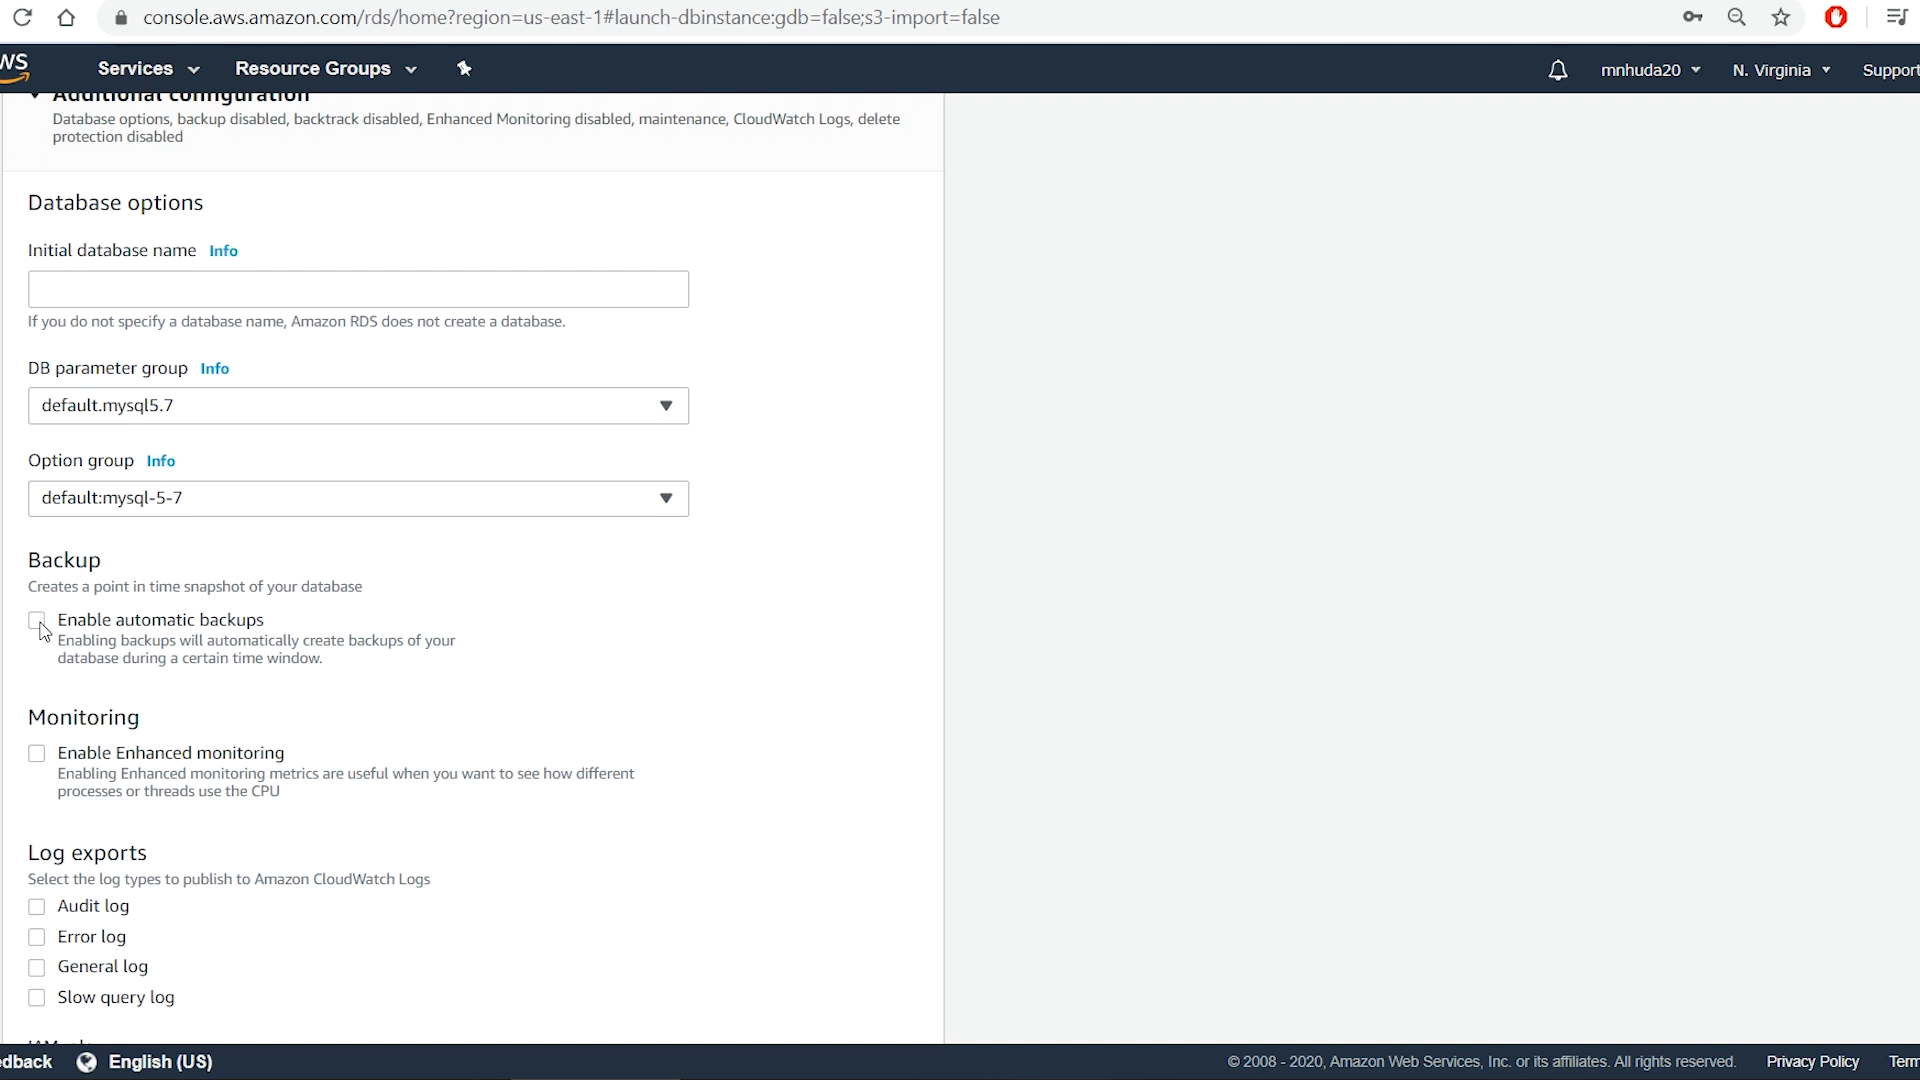 console.aws.amazon.com/rds/home?region=us-east-1#launch-dbinstance:gdb=false;s3-import=false
Services Resource Groups mnhuda20 N. Virginia Support
Additional configuration
Database options, backup disabled, backtrack disabled, Enhanced Monitoring disabled, maintenance, CloudWatch Logs, delete
protection disabled
Database options
Initial database name Info
If you do not specify a database name, Amazon RDS does not create a database.
DB parameter group Info
default.mysql5.7
Option group Info
default:mysql-5-7
Backup
Creates a point in time snapshot of your database
Enable automatic backups
Enabling backups will automatically create backups of your
database during a certain time window.
Monitoring
Enable Enhanced monitoring
Enabling Enhanced monitoring metrics are useful when you want to see how different
processes or threads use the CPU
Log exports
Select the log types to publish to Amazon CloudWatch Logs
Audit log
Error log
General log
Slow query log
edback English (US) © 2008 - 2020, Amazon Web Services, Inc. or its affiliates. All rights reserved. Privacy Policy Term